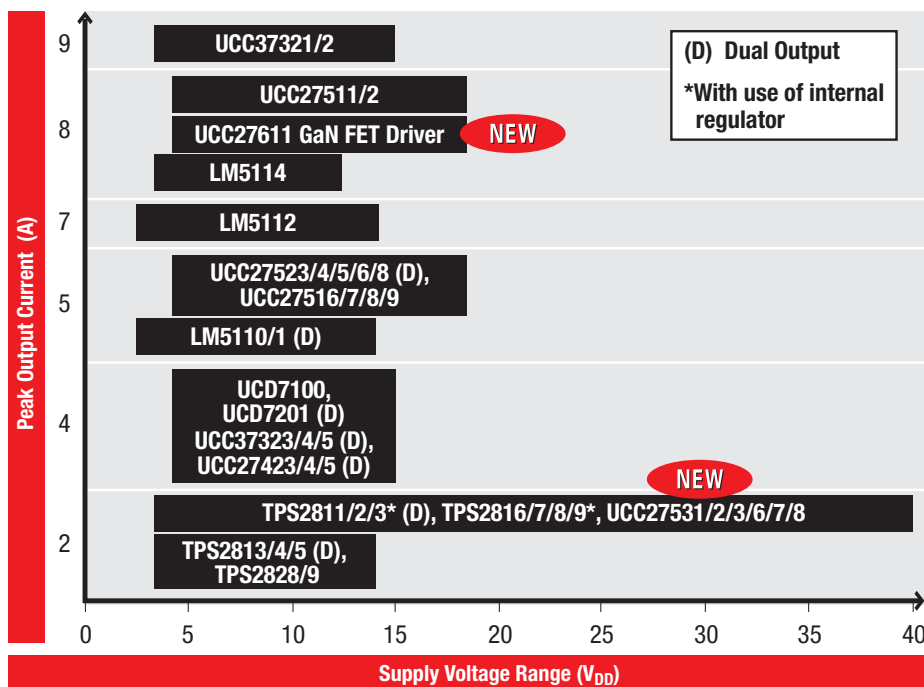 Peak Output Current (A)
9
8
7
5
4
2
UCC37321/2
UCC27511/2
UCC27611 GaN FET Driver
NEW
LM5114
LM5112
UCC27523/4/5/6/8 (D),
UCC27516/7/8/9
LM5110/1 (D)
UCD7100,
UCD7201 (D)
UCC37323/4/5 (D),
UCC27423/4/5 (D)
NEW
TPS2811/2/3* (D), TPS2816/7/8/9*, UCC27531/2/3/6/7/8
TPS2813/4/5 (D),
TPS2828/9
(D) Dual Output
*With use of internal
regulator
0 5 10 15 20 25 30 35 40
Supply Voltage Range (VDD)